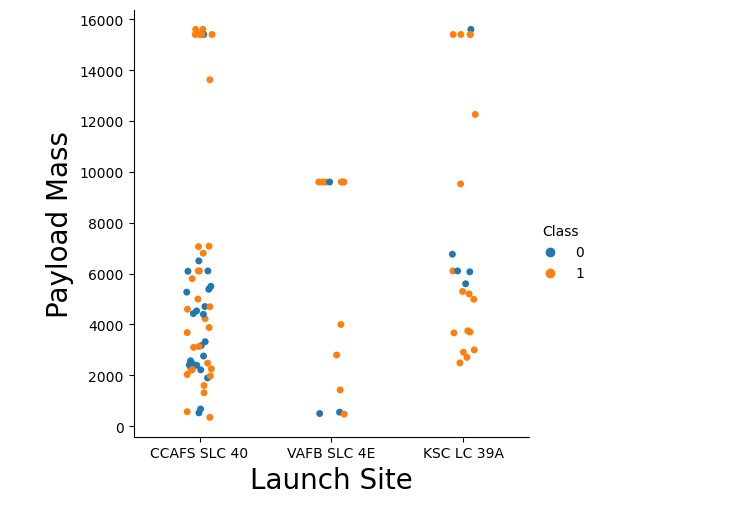 16000
14000
12000
10000
8000
6000
4000
2000
0
Payload Mass
CCAFS SLC 40
VAFB SLC 4E
KSC LC 39A
Launch Site
Class
0
1